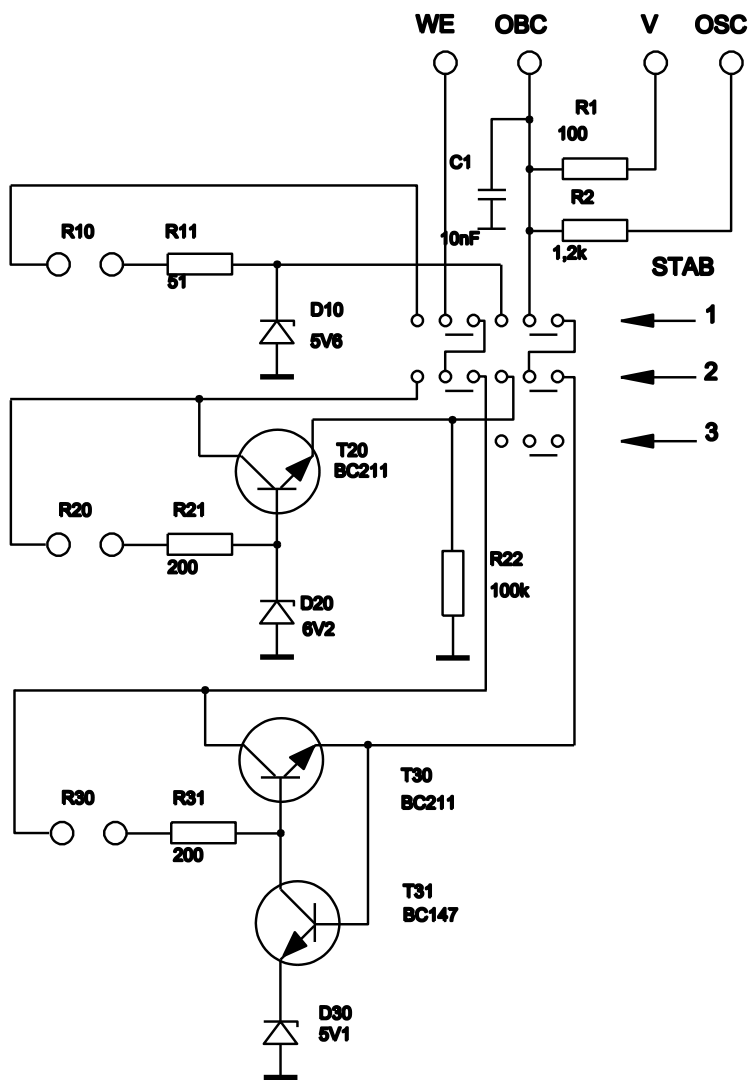 WE OBC V OSC
R1
100
C1
R2
10nF
1,2k
STAB
R10 R11
51
D10
5V6
1
2
3
T20
BC211
R20 R21
200
R22
100k
D20
6V2
T30
BC211
R30 R31
200
T31
BC147
D30
5V1